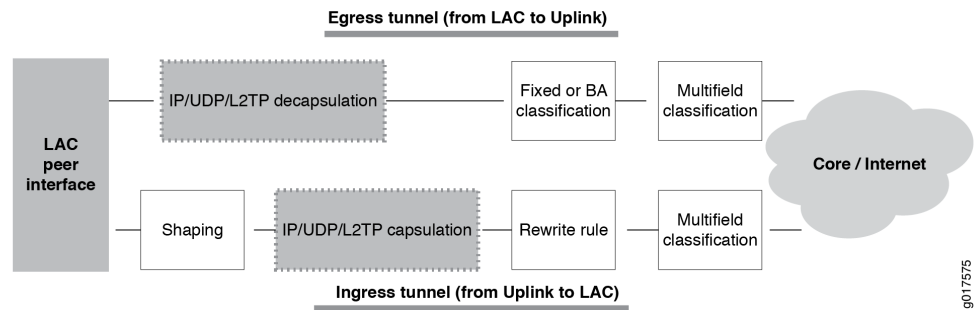 Egress tunnel (from LAC to Uplink)
LAC
peer
interface
IP/UDP/L2TP decapsulation
Fixed or BA
classification
Multifield
classification
Core / Internet
Shaping
IP/UDP/L2TP capsulation
Rewrite rule
Multifield
classification
Ingress tunnel (from Uplink to LAC)
g017575